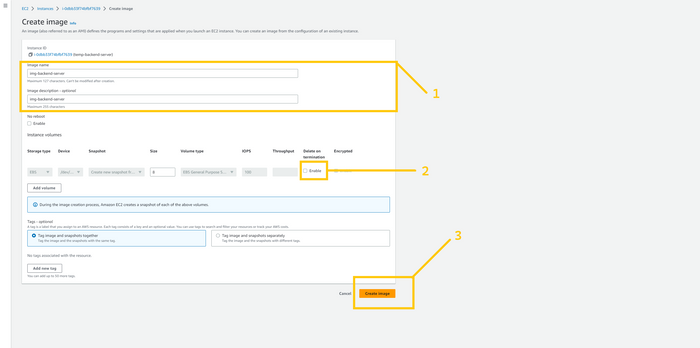 EC2 > Instances > i-0dbb33f74bf6f7639 > Create image
Create image Info
An image (also referred to as an AMI) defines the programs and settings that are applied when you launch an EC2 instance. You can create an image from the configuration of an existing instance.
Instance ID
(temp-backend-server)
Image name
img-backend-server
Maximum 127 characters. Can't be modified after creation.
Image description - optional
img-backend-server
Maximum 255 characters
1
No reboot
Enable
Instance volumes
Storage type Device Snapshot Size Volume type IOPS Throughput Delete on termination Encrypted
EBS /dev/... Create new snapshot fr... 8 EBS General Purpose S... 100 Enable
2
Add volume
During the image creation process, Amazon EC2 creates a snapshot of each of the above volumes.
Tags - optional
A tag is a label that you assign to an AWS resource. Each tag consists of a key and an optional value. You can use tags to search and filter your resources or track your AWS costs.
Tag image and snapshots together
Tag the image and the snapshots with the same tag.
Tag image and snapshots separately
Tag the image and the snapshots with different tags.
No tags associated with the resource.
Add new tag
You can add up to 50 more tags.
3
Cancel Create image